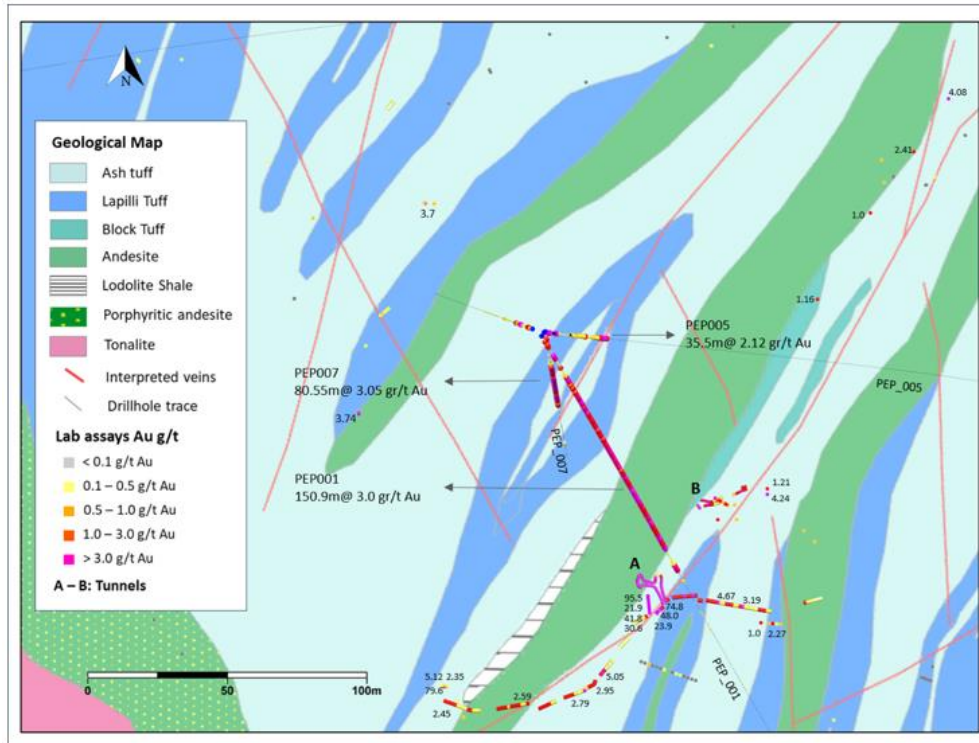 N
Geological Map
Ash tuff
Lapilli Tuff
Block Tuff
Andesite
Lodolite Shale
Porphyritic andesite
Tonalite
Interpreted veins
Drillhole trace
Lab assays Au g/t
< 0.1 g/t Au
0.1 – 0.5 g/t Au
0.5 – 1.0 g/t Au
1.0 – 3.0 g/t Au
> 3.0 g/t Au
A – B: Tunnels
0 50 100m
4.08
2.41
1.0
3.7
1.16
PEP005
35.5m@ 2.12 gr/t Au
PEP007
80.55m@ 3.05 gr/t Au
PEP_005
3.74
PEP_007
PEP001
150.9m@ 3.0 gr/t Au
B
1.21
4.24
A
95.5
21.9
41.8
30.6
74.8
48.0
23.9
4.67
3.19
1.0
2.27
PEP_001
5.12 2.35
79.6
2.45
2.59
5.05
2.95
2.79